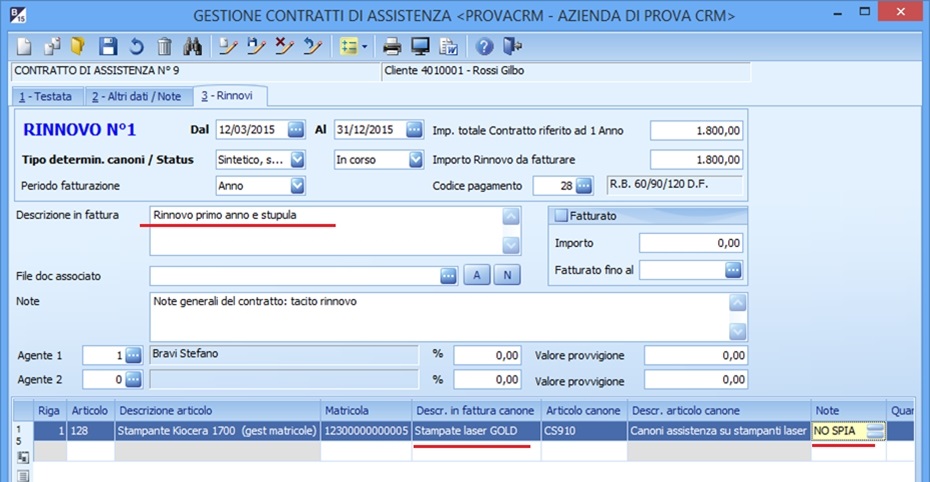 GESTIONE CONTRATTI DI ASSISTENZA <PROVACRM - AZIENDA DI PROVA CRM>
CONTRATTO DI ASSISTENZA N° 9 Cliente 4010001 - Rossi Gilbo
1 - Testata 2 - Altri dati / Note 3 - Rinnovi
RINNOVO N°1 Dal 12/03/2015 Al 31/12/2015 Imp. totale Contratto riferito ad 1 Anno 1.800,00
Tipo determin. canoni / Status Sintetico, s... In corso Importo Rinnovo da fatturare 1.800,00
Periodo fatturazione Anno Codice pagamento 28 R.B. 60/90/120 D.F.
Descrizione in fattura Rinnovo primo anno e stupula Fatturato
Importo 0,00
Fatturato fino al
File doc associato A N
Note Note generali del contratto: tacito rinnovo
Agente 1 1 Bravi Stefano % 0,00 Valore provvigione 0,00
Agente 2 0 % 0,00 Valore provvigione 0,00
Riga Articolo Descrizione articolo Matricola Descr. in fattura canone Articolo canone Descr. articolo canone Note Quar
1 128 Stampante Kiocera 1700 (gest matricole) 12300000000005 Stampate laser GOLD CS910 Canoni assistenza su stampanti laser NO SPIA
1
5